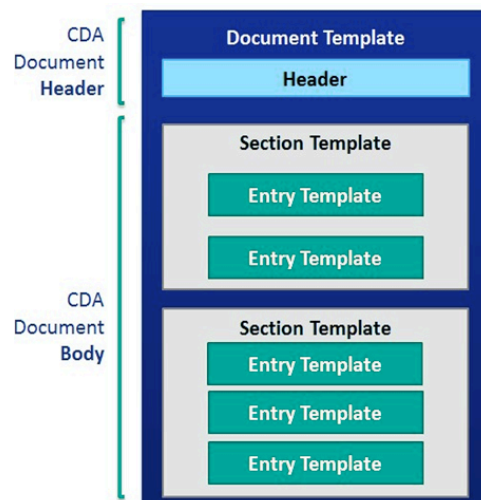 CDA
Document
Header
Document Template
Header
CDA
Document
Body
Section Template
Entry Template
Entry Template
Section Template
Entry Template
Entry Template
Entry Template